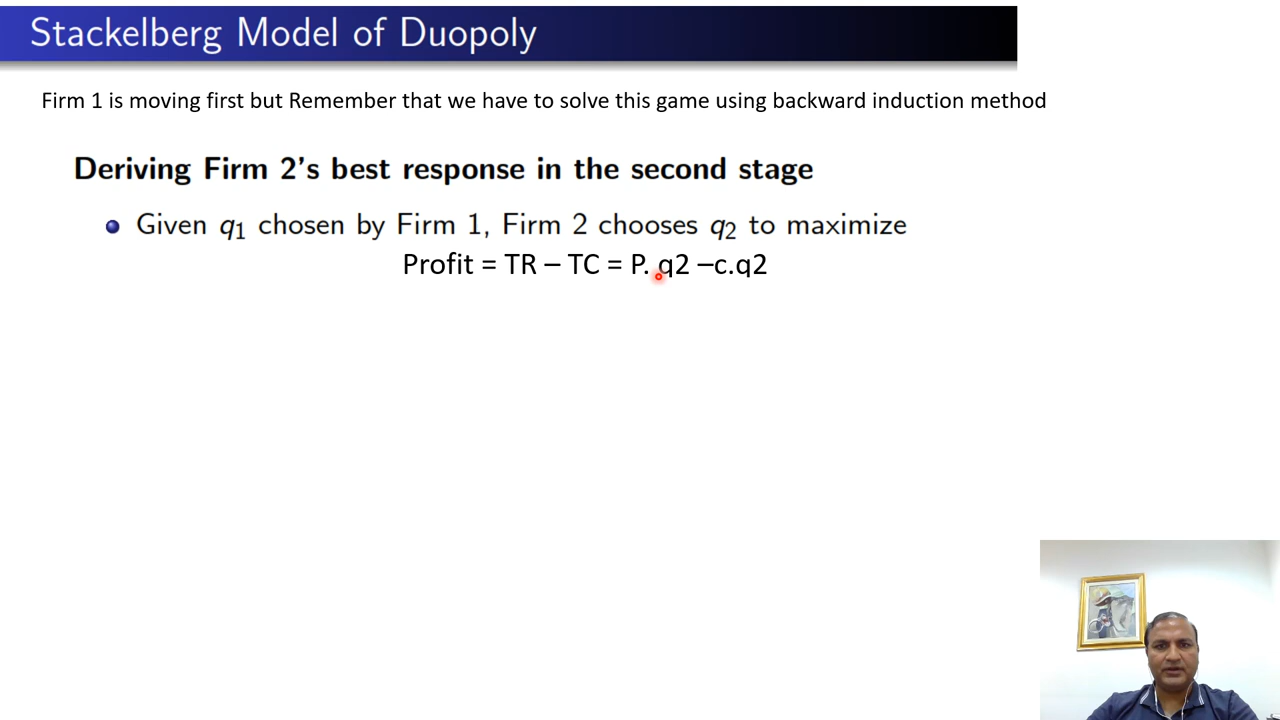 Stackelberg Model of Duopoly
Firm 1 is moving first but Remember that we have to solve this game using backward induction method
Deriving Firm 2's best response in the second stage
Given q₁ chosen by Firm 1, Firm 2 chooses q₂ to maximize
Profit = TR – TC = P. q2 –c.q2